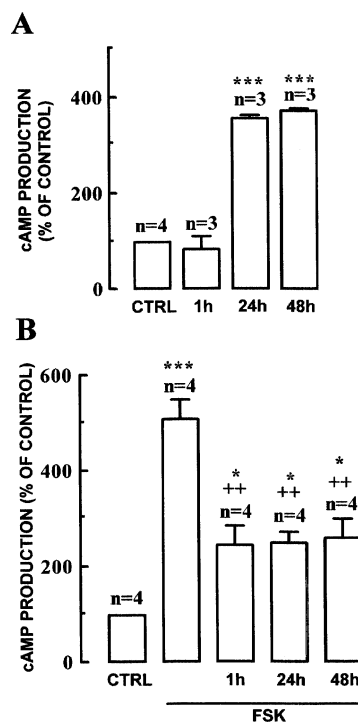 A
cAMP PRODUCTION
(% OF CONTROL)
400
200
0
n=4
n=3
***
n=3
***
n=3
CTRL 1h 24h 48h
B
cAMP PRODUCTION (% OF CONTROL)
600
400
200
0
n=4
***
n=4
*
++
n=4
*
++
n=4
*
++
n=4
CTRL 1h 24h 48h
FSK